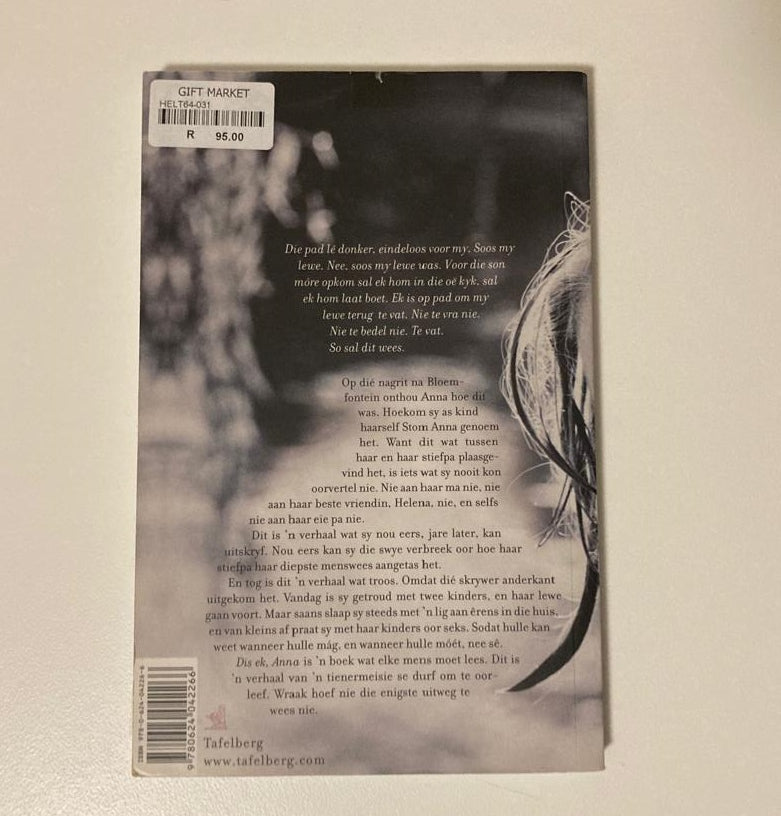 GIFT MARKET
HELT64-031
R 95.00
Die pad lê donker, eindeloos voor my. Soos my
lewe. Nee, soos my lewe was. Voor die son
môre opkom sal ek hom in die oë kyk, sal
ek hom laat boet. Ek is op pad om my
lewe terug te vat. Nie te vra nie.
Nie te bedel nie. Te vat.
So sal dit wees.
Op dié nagrit na Bloem-
fontein onthou Anna hoe dit
was. Hoekom sy as kind
haarself Stom Anna genoem
het. Want dit wat tussen
haar en haar stiefpa plaasge-
vind het, is iets wat sy nooit kon
oorvertel nie. Nie aan haar ma nie, nie
aan haar beste vriendin, Helena, nie, en selfs
nie aan haar eie pa nie.
Dit is 'n verhaal wat sy nou eers, jare later, kan
uitskryf. Nou eers kan sy die swye verbreek oor hoe haar
stiefpa haar diepste menswees aangetas het.
En tog is dit 'n verhaal wat troos. Omdat dié skrywer anderkant
uitgekom het. Vandag is sy getroud met twee kinders, en haar lewe
gaan voort. Maar saans slaap sy steeds met 'n lig aan êrens in die huis,
en van kleins af praat sy met haar kinders oor seks. Sodat hulle kan
weet wanneer hulle mág, en wanneer hulle móét, nee sê.
Dis ek, Anna is 'n boek wat elke mens moet lees. Dit is
'n verhaal van 'n tienermeisie se durf om te oor-
leef. Wraak hoef nie die enigste uitweg te
wees nie.
ISBN 978-0-624-04226-6
9780624042266
Tafelberg
www.tafelberg.com